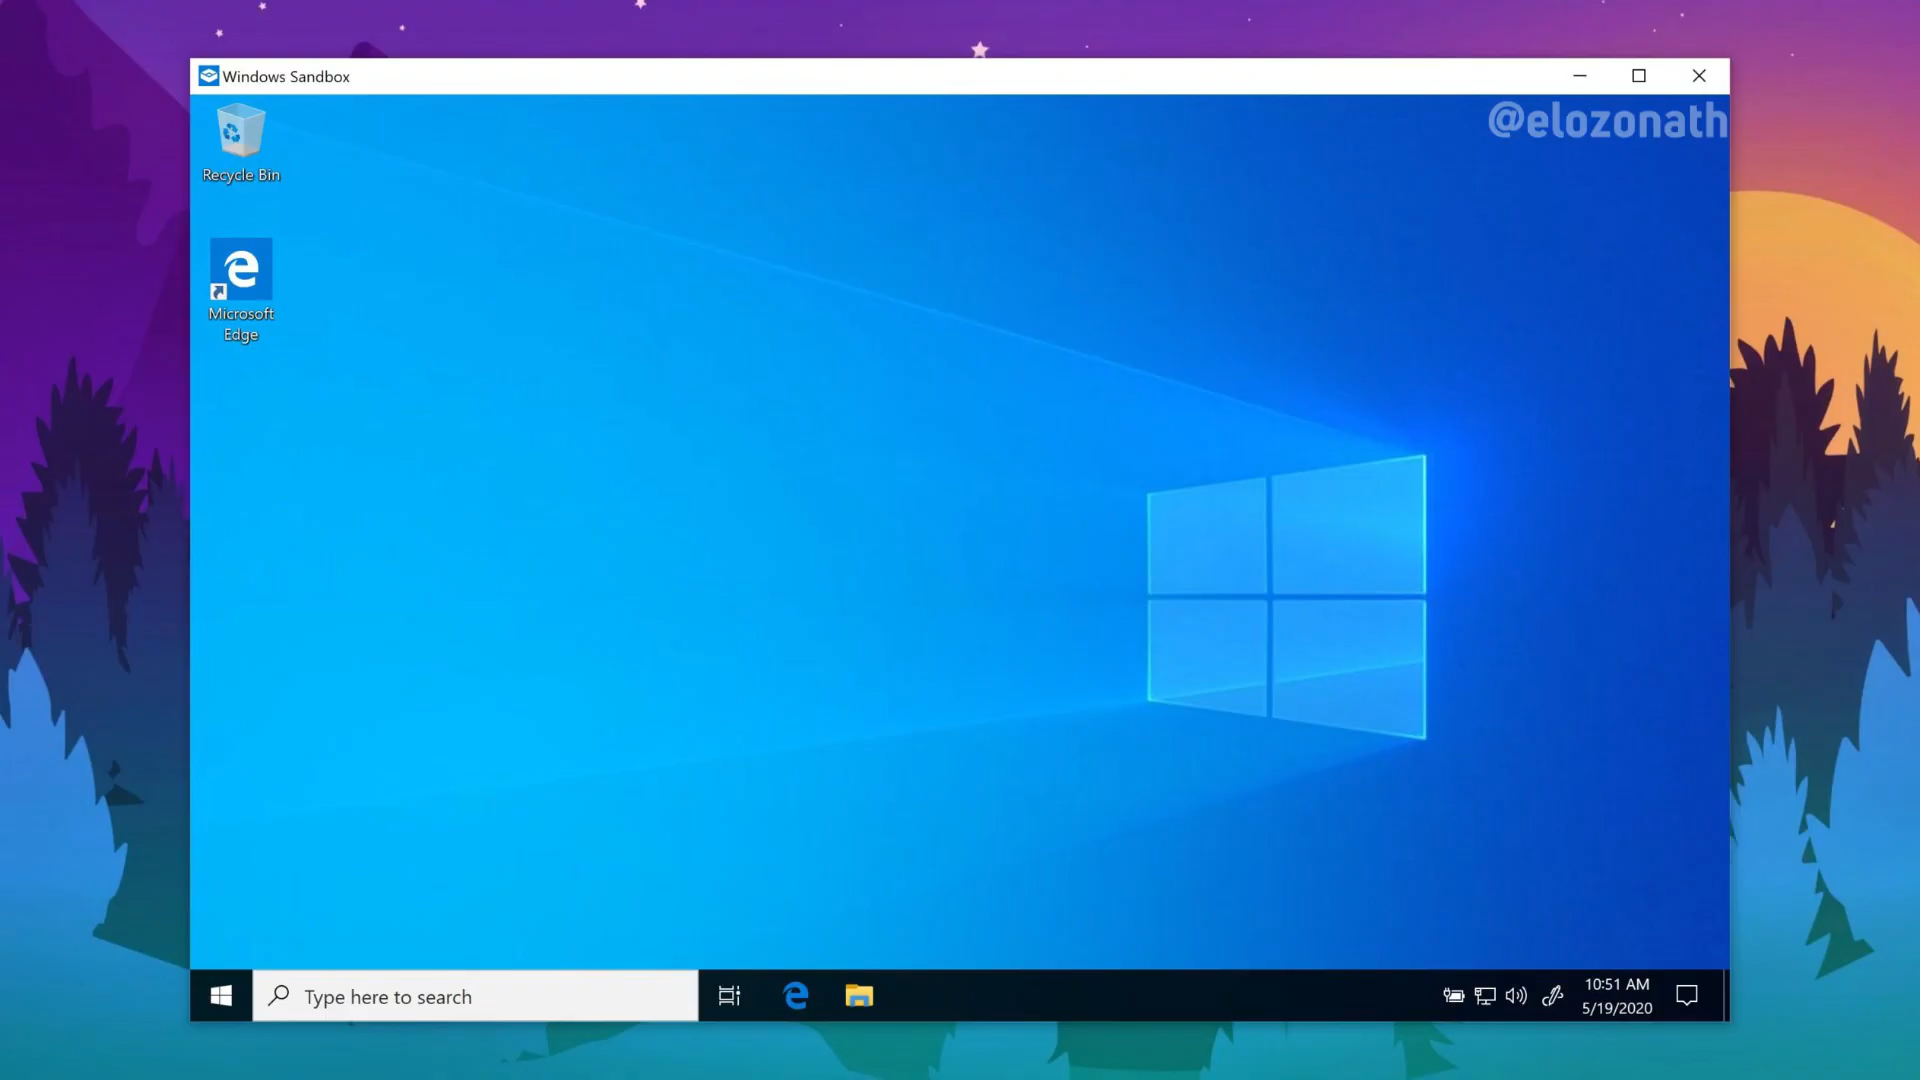 Windows Sandbox
@elozonath
Recycle Bin
Microsoft
Edge
Type here to search
10:51 AM
5/19/2020